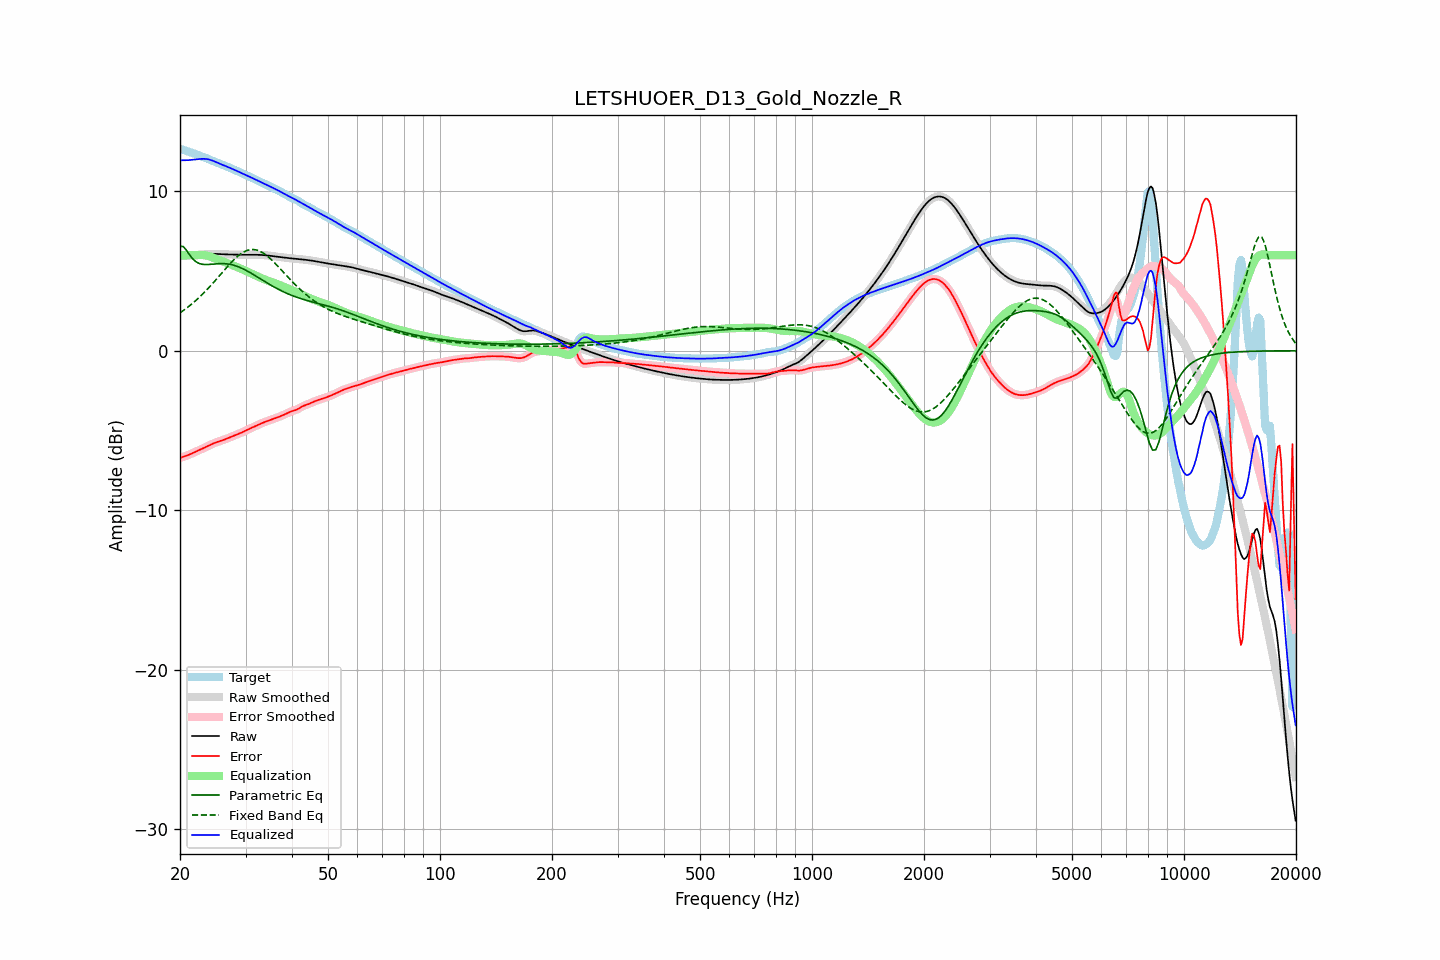 LETSHUOER_D13_Gold_Nozzle_R
10
0
−10
−20
−30
Amplitude (dBr)
Target
Raw Smoothed
Error Smoothed
Raw
Error
Equalization
Parametric Eq
Fixed Band Eq
Equalized
20 50 100 200 500 1000 2000 5000 10000 20000
Frequency (Hz)